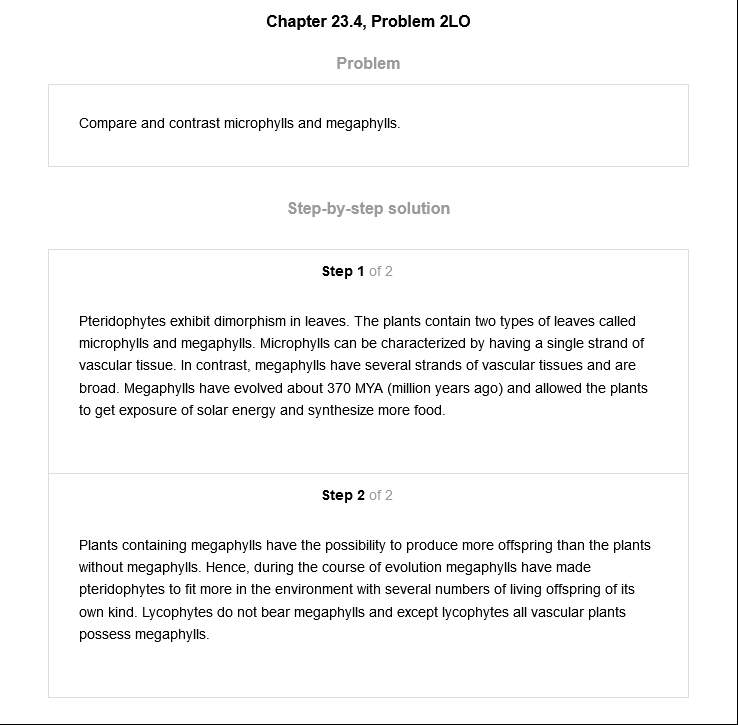 Chapter 23.4, Problem 2LO
Problem
Compare and contrast microphylls and megaphylls.
Step-by-step solution
Step 1 of 2
Pteridophytes exhibit dimorphism in leaves. The plants contain two types of leaves called
microphylls and megaphylls. Microphylls can be characterized by having a single strand of
vascular tissue. In contrast, megaphylls have several strands of vascular tissues and are
broad. Megaphylls have evolved about 370 MYA (million years ago) and allowed the plants
to get exposure of solar energy and synthesize more food.
Step 2 of 2
Plants containing megaphylls have the possibility to produce more offspring than the plants
without megaphylls. Hence, during the course of evolution megaphylls have made
pteridophytes to fit more in the environment with several numbers of living offspring of its
own kind. Lycophytes do not bear megaphylls and except lycophytes all vascular plants
possess megaphylls.